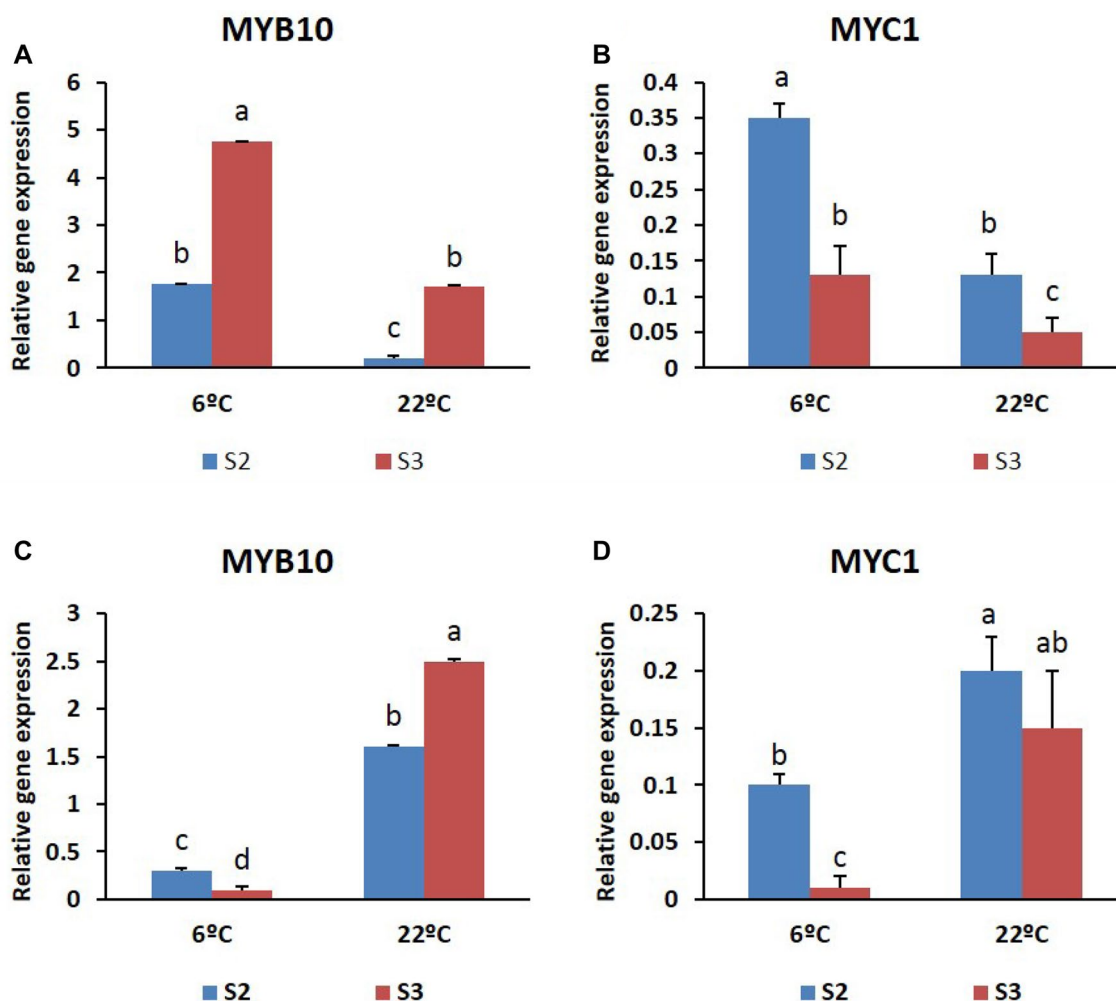 MYB10
A
Relative gene expression
6
5
4
3
2
1
0
b
a
c
b
6ºC 22ºC
S2 S3
MYC1
B
Relative gene expression
0.4
0.35
0.3
0.25
0.2
0.15
0.1
0.05
0
a
b
b
c
6ºC 22ºC
S2 S3
MYB10
C
Relative gene expression
3
2.5
2
1.5
1
0.5
0
c
d
b
a
6ºC 22ºC
S2 S3
MYC1
D
Relative gene expression
0.25
0.2
0.15
0.1
0.05
0
b
c
a
ab
6ºC 22ºC
S2 S3